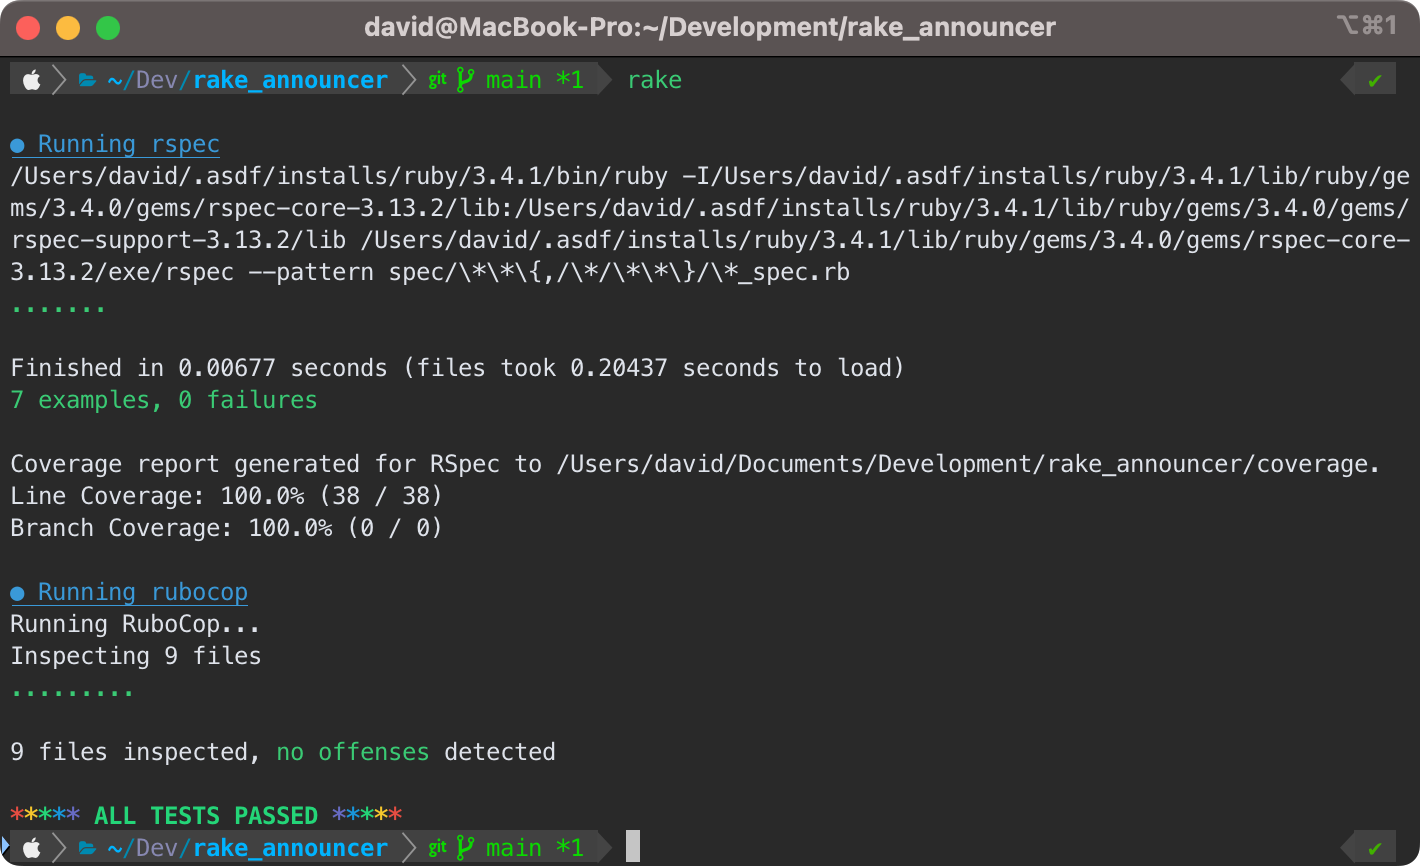 david@MacBook-Pro:~/Development/rake_announcer ⌥⌘1
~/Dev/rake_announcer git main *1 rake ✔
● Running rspec
/Users/david/.asdf/installs/ruby/3.4.1/bin/ruby -I/Users/david/.asdf/installs/ruby/3.4.1/lib/ruby/ge
ms/3.4.0/gems/rspec-core-3.13.2/lib:/Users/david/.asdf/installs/ruby/3.4.1/lib/ruby/gems/3.4.0/gems/
rspec-support-3.13.2/lib /Users/david/.asdf/installs/ruby/3.4.1/lib/ruby/gems/3.4.0/gems/rspec-core-
3.13.2/exe/rspec --pattern spec/\*\*\{,/\*/\*\*\}/\*_spec.rb
.......
Finished in 0.00677 seconds (files took 0.20437 seconds to load)
7 examples, 0 failures
Coverage report generated for RSpec to /Users/david/Documents/Development/rake_announcer/coverage.
Line Coverage: 100.0% (38 / 38)
Branch Coverage: 100.0% (0 / 0)
● Running rubocop
Running RuboCop...
Inspecting 9 files
.........
9 files inspected, no offenses detected
***** ALL TESTS PASSED *****
~/Dev/rake_announcer git main *1 ✔